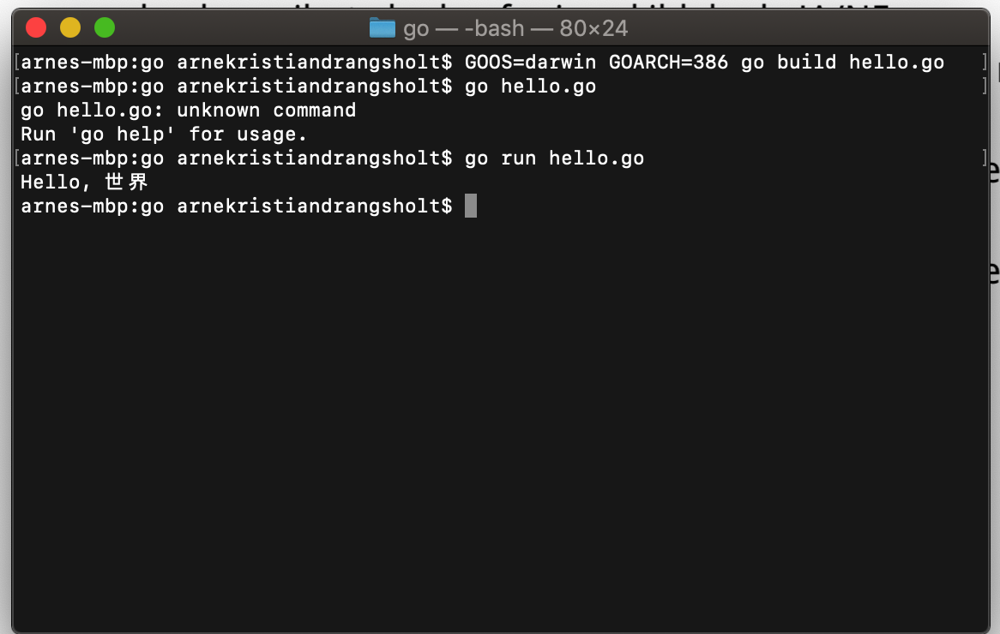 go — -bash — 80×24
[arnes-mbp:go arnekristiandrangsholt$ GOOS=darwin GOARCH=386 go build hello.go ]
[arnes-mbp:go arnekristiandrangsholt$ go hello.go ]
go hello.go: unknown command
Run 'go help' for usage.
[arnes-mbp:go arnekristiandrangsholt$ go run hello.go ]
Hello, 世界
arnes-mbp:go arnekristiandrangsholt$